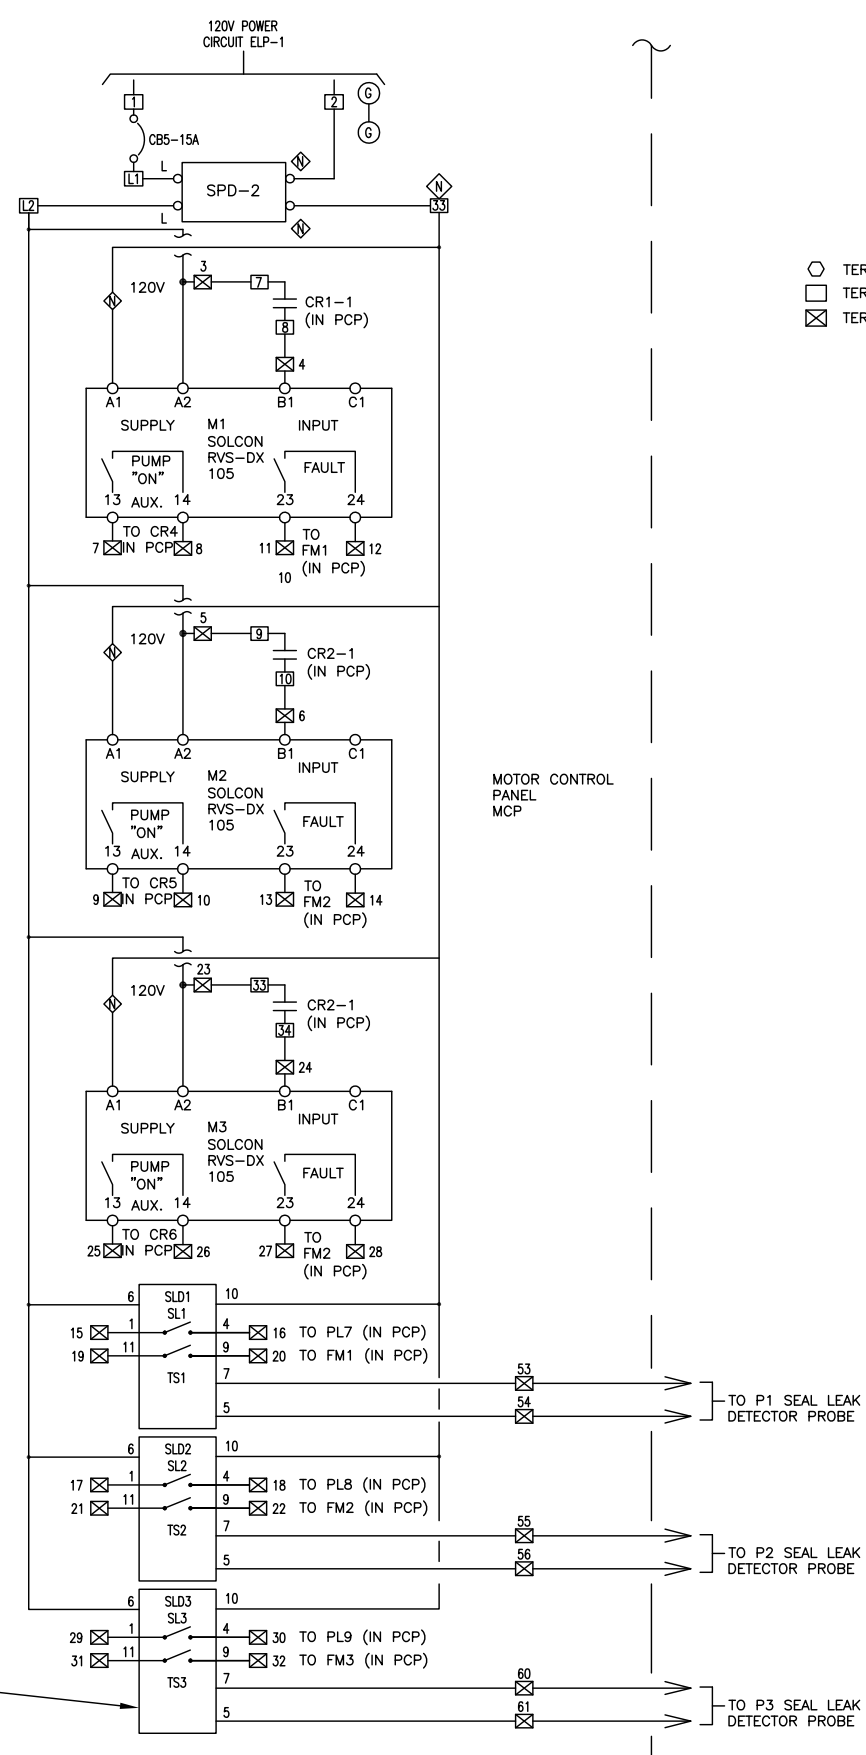 120V POWER
CIRCUIT ELP-1
1
2
G
G
CB5-15A
L
N
L1
SPD-2
N
L2
33
L
N
3
120V
7
N
CR1-1
(IN PCP)
8
4
A1 A2 B1 C1
SUPPLY M1 INPUT
SOLCON
RVS-DX
105
PUMP
"ON"
FAULT
13 AUX. 14 23 24
TO CR4
IN PCP
7 8
11 TO 12
FM1
(IN PCP)
10
5
120V
9
N
CR2-1
(IN PCP)
10
6
A1 A2 B1 C1
SUPPLY M2 INPUT
SOLCON
RVS-DX
105
PUMP
"ON"
FAULT
13 AUX. 14 23 24
TO CR5
IN PCP
9 10
13 TO 14
FM2
(IN PCP)
23
120V
33
N
CR2-1
(IN PCP)
34
24
A1 A2 B1 C1
SUPPLY M3 INPUT
SOLCON
RVS-DX
105
PUMP
"ON"
FAULT
13 AUX. 14 23 24
TO CR6
IN PCP
25 26
27 TO 28
FM2
(IN PCP)
6 SLD1 10
SL1
15 1 4 16 TO PL7 (IN PCP)
19 11 9 20 TO FM1 (IN PCP)
TS1
7 53
5 54
TO P1 SEAL LEAK
DETECTOR PROBE
6 SLD2 10
SL2
17 1 4 18 TO PL8 (IN PCP)
21 11 9 22 TO FM2 (IN PCP)
TS2
7 55
5 56
TO P2 SEAL LEAK
DETECTOR PROBE
6 SLD3 10
SL3
29 1 4 30 TO PL9 (IN PCP)
31 11 9 32 TO FM3 (IN PCP)
TS3
7 60
5 61
TO P3 SEAL LEAK
DETECTOR PROBE
MOTOR CONTROL
PANEL
MCP
TER
TER
TER